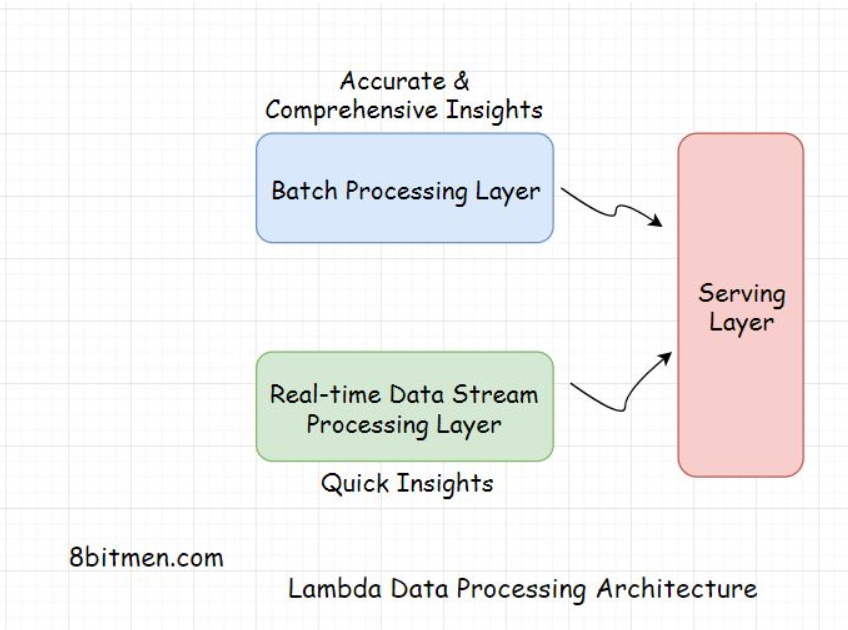 Accurate &
Comprehensive Insights
Batch Processing Layer
Serving
Layer
Real-time Data Stream
Processing Layer
Quick Insights
8bitmen.com
Lambda Data Processing Architecture